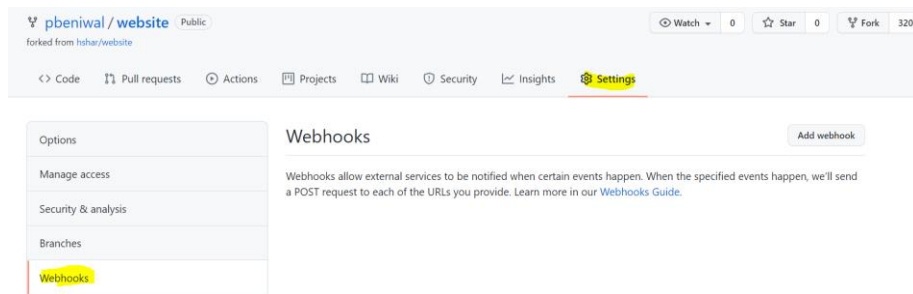 pbeniwal / website Public
Watch 0 Star 0 Fork 320
forked from hshar/website
<> Code Pull requests Actions Projects Wiki Security Insights Settings
Options
Manage access
Security & analysis
Branches
Webhooks
Webhooks Add webhook
Webhooks allow external services to be notified when certain events happen. When the specified events happen, we'll send
a POST request to each of the URLs you provide. Learn more in our Webhooks Guide.